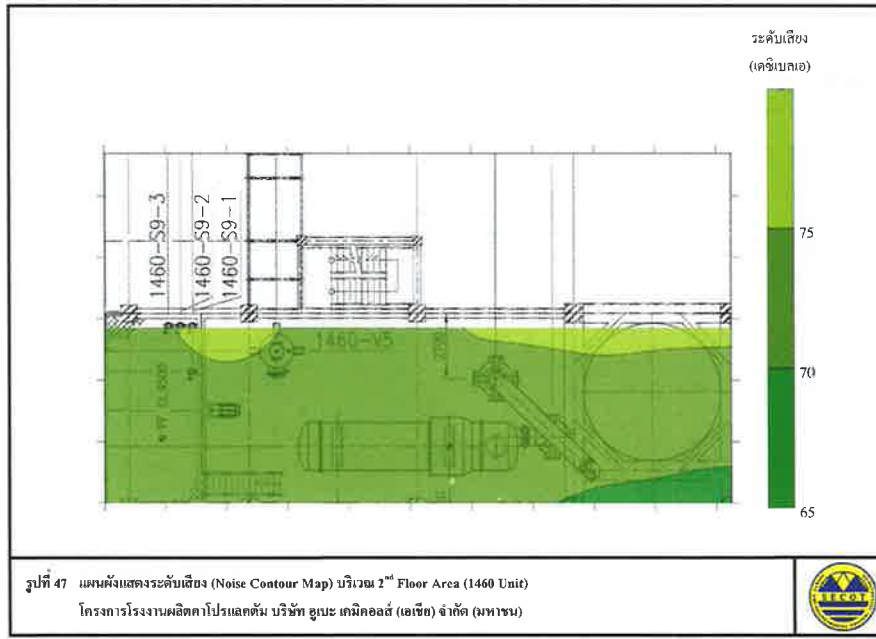 ระดับเสียง
(เดซิเบลเอ)
75
70
65
1460-S9-3
1460-S9-2
1460-S9-1
1460-V5
รูปที่ 47 แผนผังแสดงระดับเสียง (Noise Contour Map) บริเวณ 2nd Floor Area (1460 Unit)
โครงการโรงงานผลิตคาโปรแลคตัม บริษัท อูเบะ เคมิคอลส์ (เอเชีย) จำกัด (มหาชน)
SECOT